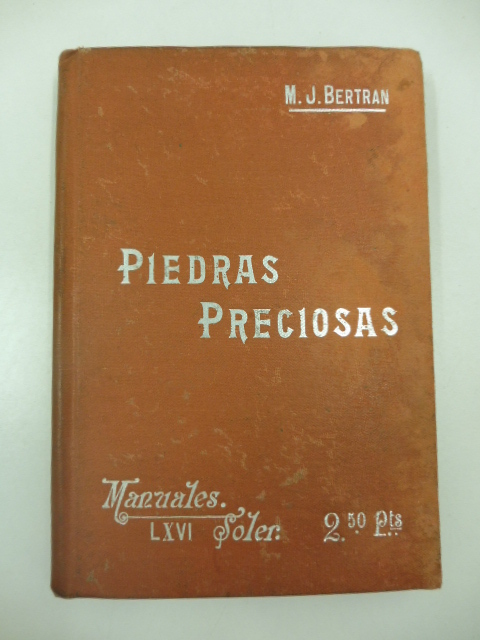 M. J. BERTRAN
PIEDRAS
PRECIOSAS
Manuales.
LXVI Soler.
2.50 Pts